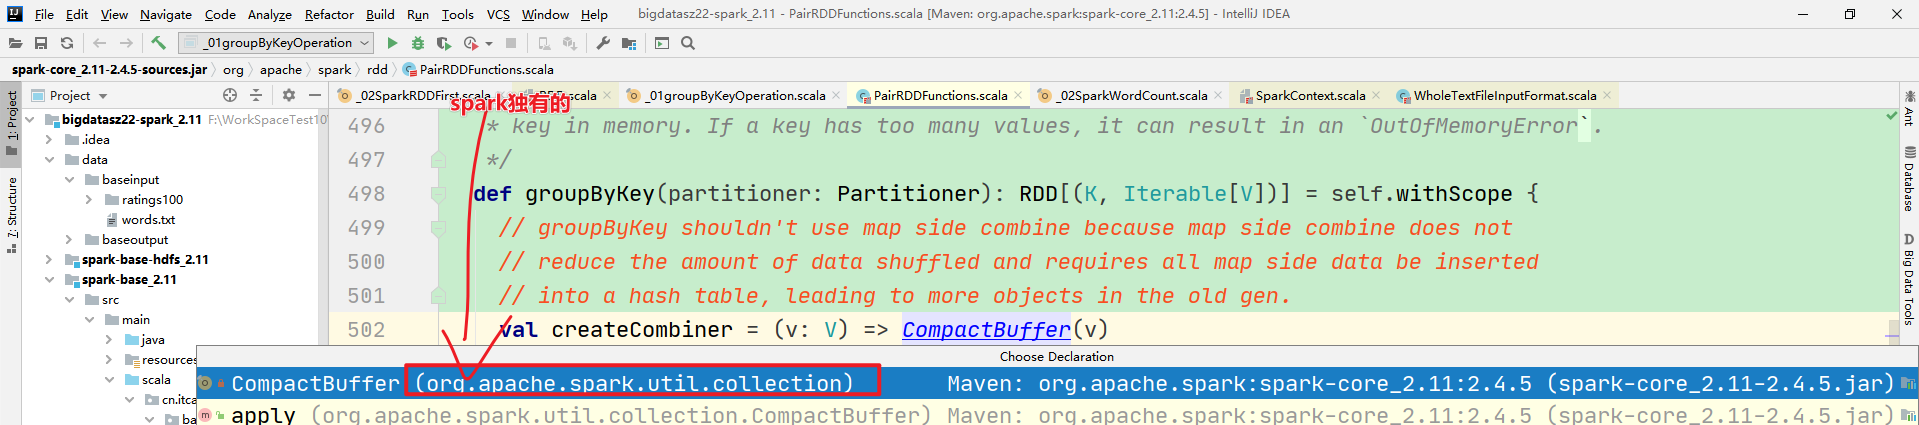 File Edit View Navigate Code Analyze Refactor Build Run Tools VCS Window Help bigdatasz22-spark_2.11 - PairRDDFunctions.scala [Maven: org.apache.spark:spark-core_2.11:2.4.5] - IntelliJ IDEA
_01groupByKeyOperation
spark-core_2.11-2.4.5-sources.jar org apache spark rdd PairRDDFunctions.scala
Project
_02SparkRDDFirst.scala _01groupByKeyOperation.scala PairRDDFunctions.scala _02SparkWordCount.scala SparkContext.scala WholeTextFileInputFormat.scala
spark独有的
1: Project
7: Structure
bigdatasz22-spark_2.11 F:\WorkSpaceTest10
.idea
data
baseinput
ratings100
words.txt
baseoutput
spark-base-hdfs_2.11
spark-base_2.11
src
main
java
resources
scala
cn.itca
ba
496 * key in memory. If a key has too many values, it can result in an `OutOfMemoryError`.
497 */
498 def groupByKey(partitioner: Partitioner): RDD[(K, Iterable[V])] = self.withScope {
499 // groupByKey shouldn't use map side combine because map side combine does not
500 // reduce the amount of data shuffled and requires all map side data be inserted
501 // into a hash table, leading to more objects in the old gen.
502 val createCombiner = (v: V) => CompactBuffer(v)
Choose Declaration
CompactBuffer (org.apache.spark.util.collection) Maven: org.apache.spark:spark-core_2.11:2.4.5 (spark-core_2.11-2.4.5.jar)
apply (org.apache.spark.util.collection.CompactBuffer) Maven: org.apache.spark:spark-core_2.11:2.4.5 (spark-core_2.11-2.4.5.jar)
Ant
Database
Big Data Tools